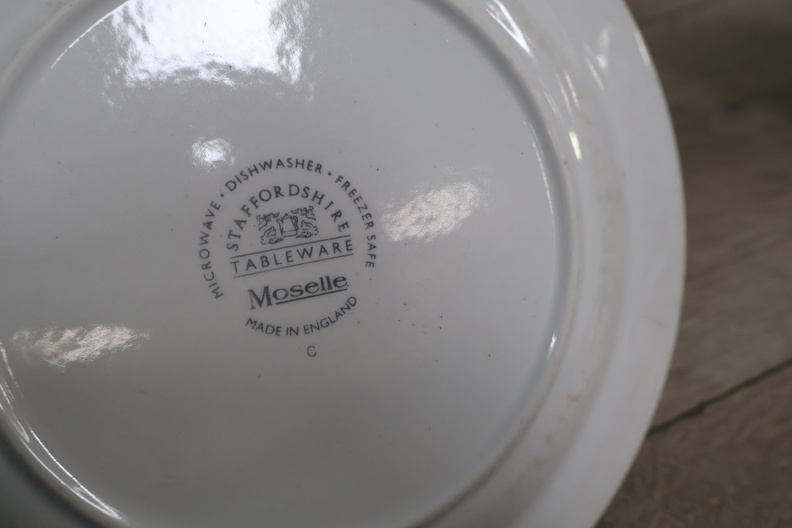 MICROWAVE • DISHWASHER • FREEZER SAFE
STAFFORDSHIRE
TABLEWARE
Moselle
MADE IN ENGLAND
C